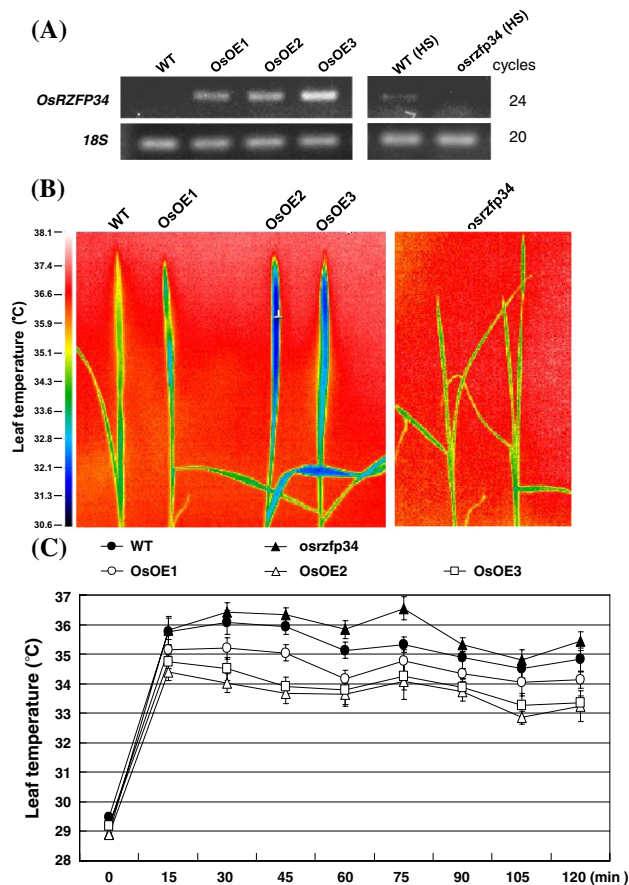 (A)
WT
OsOE1
OsOE2
OsOE3
WT (HS)
osrzfp34 (HS)
cycles
OsRZFP34
24
18S
20
(B)
WT
OsOE1
OsOE2
OsOE3
osrzfp34
Leaf temperature (°C)
38.1
37.4
36.6
35.9
35.1
34.3
33.6
32.8
32.1
31.3
30.6
(C)
WT
osrzfp34
OsOE1
OsOE2
OsOE3
Leaf temperature (°C)
37
36
35
34
33
32
31
30
29
28
0 15 30 45 60 75 90 105 120 (min)